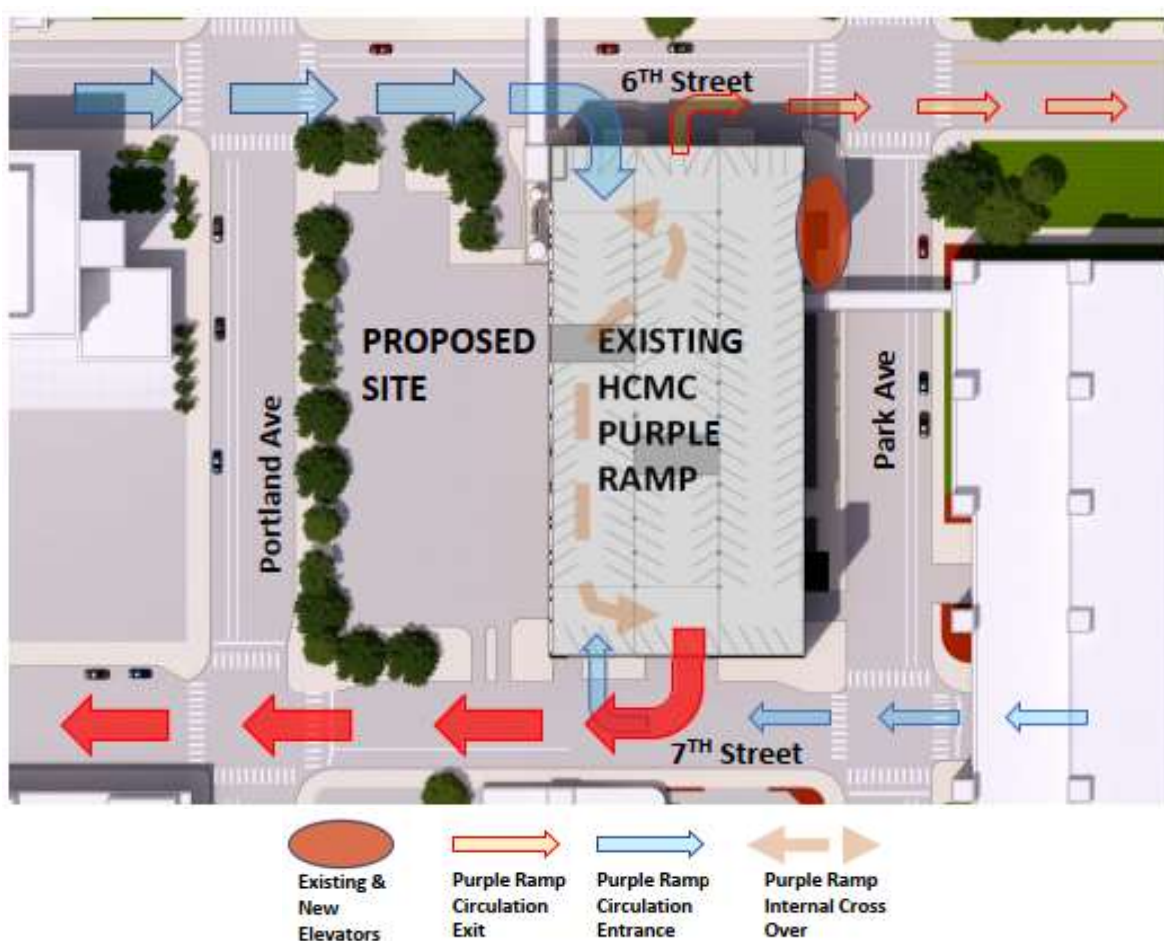 6TH Street
PROPOSED
SITE
EXISTING
HCMC
PURPLE
RAMP
Portland Ave
Park Ave
7TH Street
Existing &
New
Elevators
Purple Ramp
Circulation
Exit
Purple Ramp
Circulation
Entrance
Purple Ramp
Internal Cross
Over